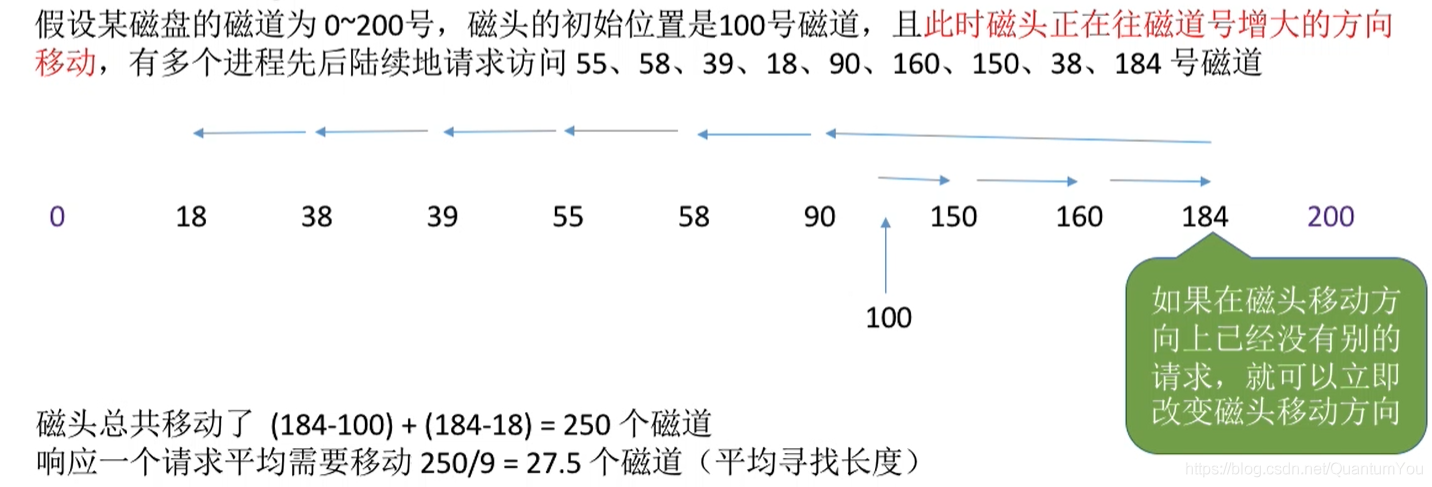 假设某磁盘的磁道为 0~200号，磁头的初始位置是100号磁道，且此时磁头正在往磁道号增大的方向
移动，有多个进程先后陆续地请求访问 55、58、39、18、90、160、150、38、184 号磁道
0 18 38 39 55 58 90 150 160 184 200
100
如果在磁头移动方
向上已经没有别的
请求，就可以立即
改变磁头移动方向
磁头总共移动了 (184-100) + (184-18) = 250 个磁道
响应一个请求平均需要移动 250/9 = 27.5 个磁道（平均寻找长度）
https://blog.csdn.net/QuantumYou